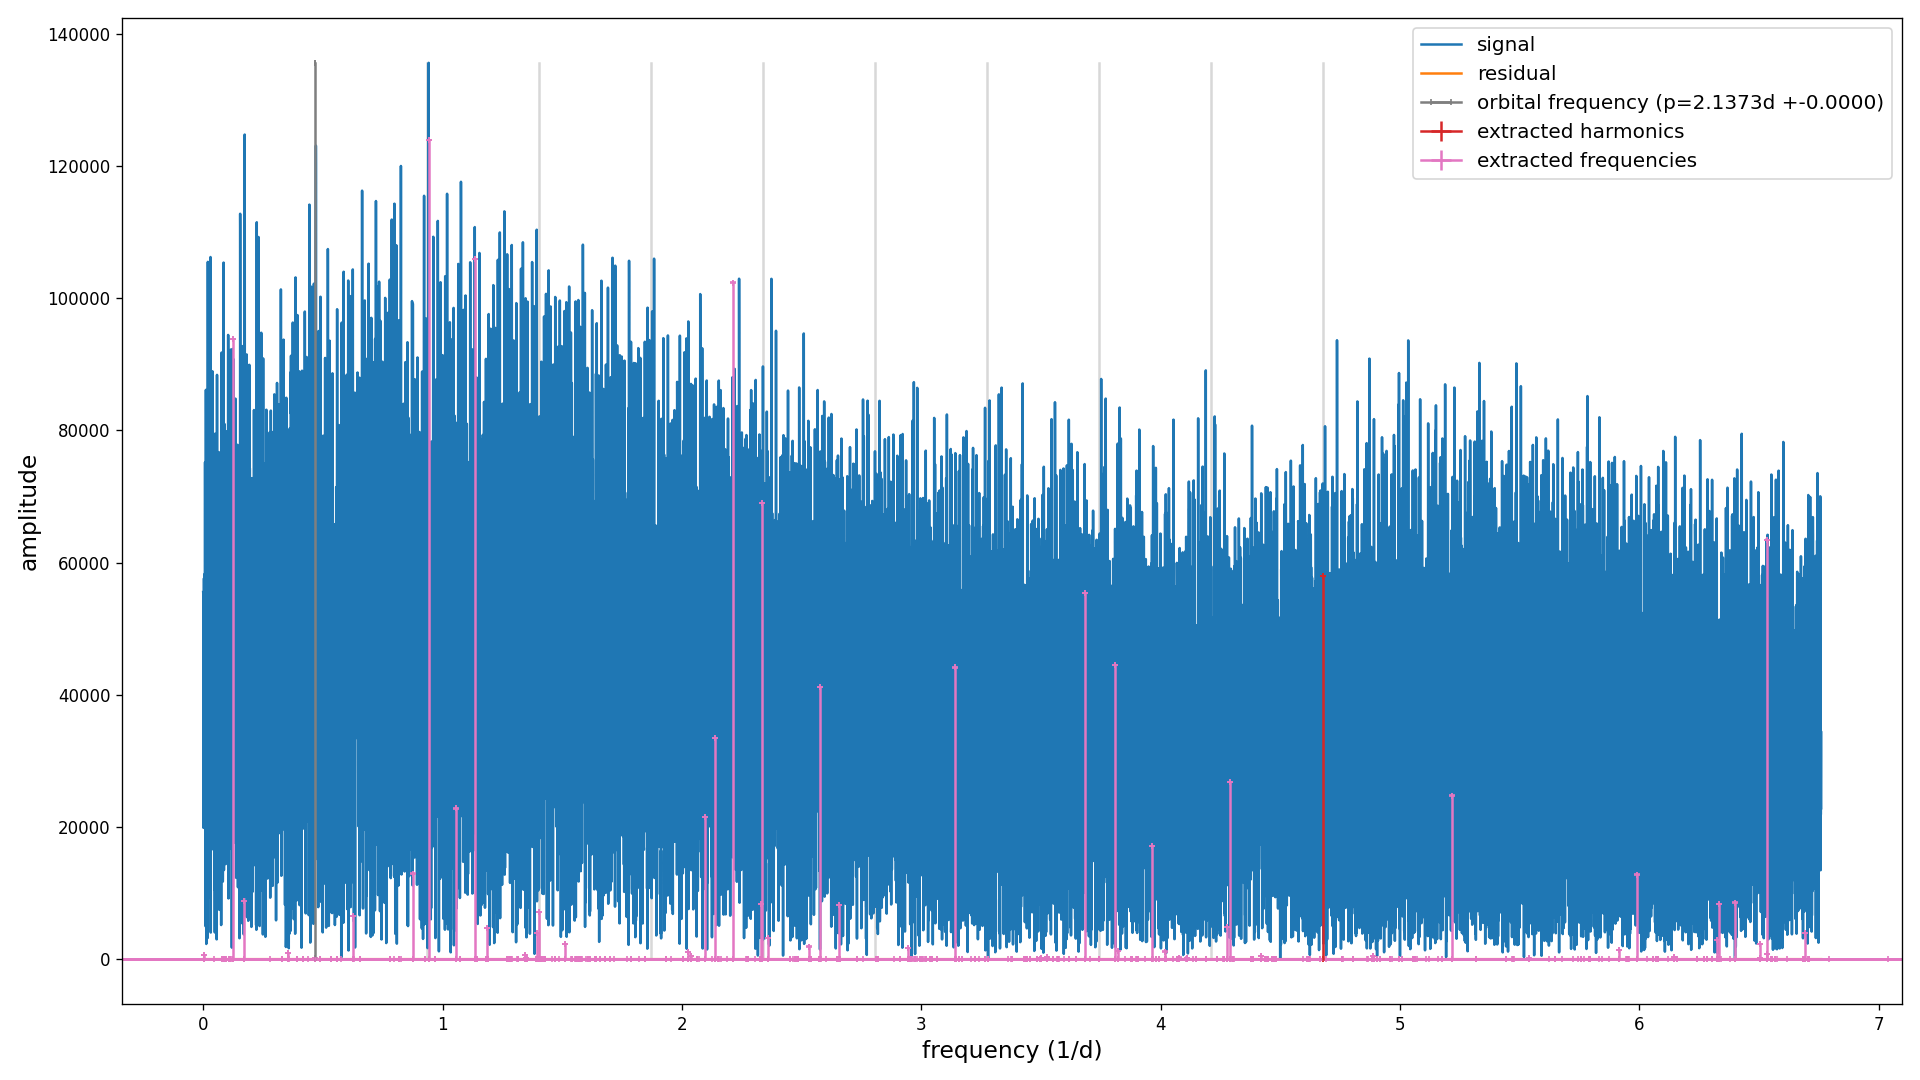 140000
120000
100000
80000
60000
40000
20000
0
amplitude
0 1 2 3 4 5 6 7
frequency (1/d)
signal
residual
orbital frequency (p=2.1373d +-0.0000)
extracted harmonics
extracted frequencies